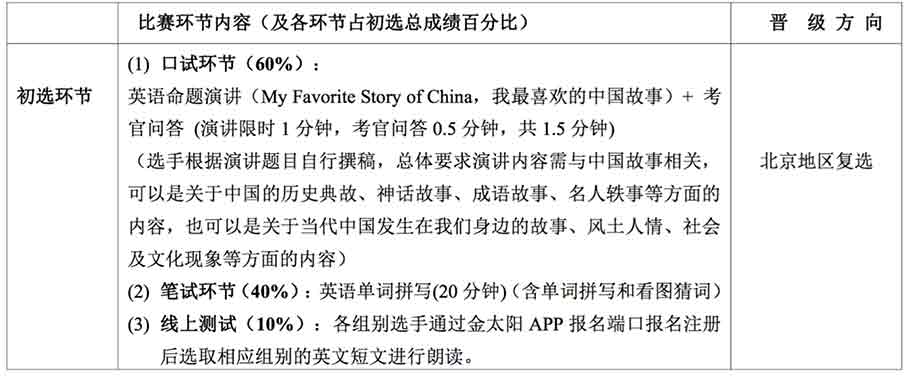 比赛环节内容（及各环节占初选总成绩百分比）
晋 级 方 向
初选环节
(1) 口试环节（60%）：
英语命题演讲（My Favorite Story of China，我最喜欢的中国故事）+ 考
官问答 (演讲限时 1 分钟，考官问答 0.5 分钟，共 1.5 分钟)
（选手根据演讲题目自行撰稿，总体要求演讲内容需与中国故事相关，
可以是关于中国的历史典故、神话故事、成语故事、名人轶事等方面的
内容，也可以是关于当代中国发生在我们身边的故事、风土人情、社会
及文化现象等方面的内容）
(2) 笔试环节（40%）：英语单词拼写(20 分钟)（含单词拼写和看图猜词）
(3) 线上测试（10%）：各组别选手通过金太阳 APP 报名端口报名注册
后选取相应组别的英文短文进行朗读。
北京地区复选